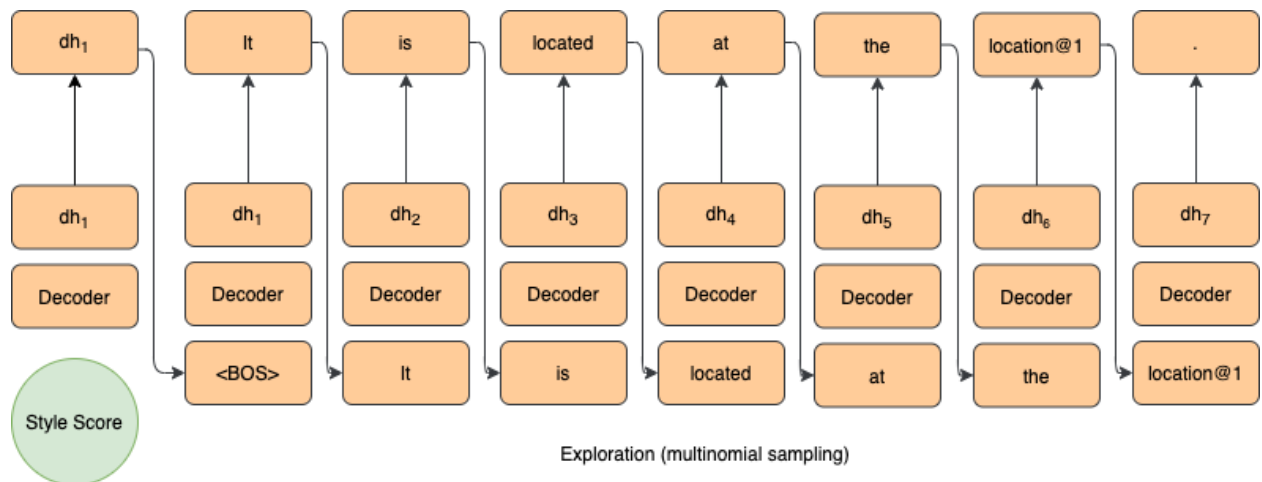 dh₁ It is located at the location@1 .
dh₁ dh₁ dh₂ dh₃ dh₄ dh₅ dh₆ dh₇
Decoder Decoder Decoder Decoder Decoder Decoder Decoder Decoder
<BOS> It is located at the location@1
Style Score
Exploration (multinomial sampling)